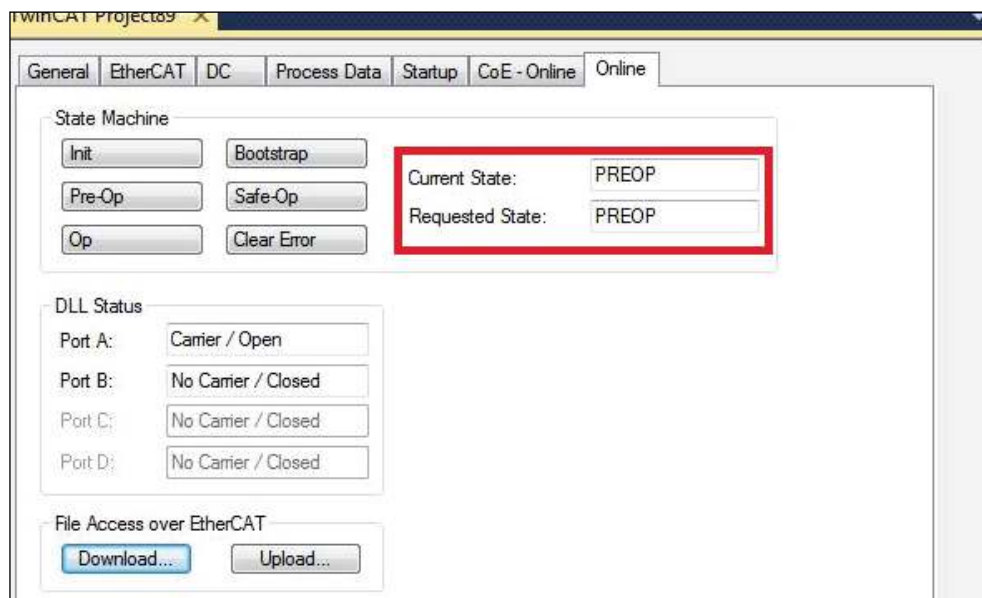 TwinCAT Project89 X
General EtherCAT DC Process Data Startup CoE - Online Online
State Machine
Init Bootstrap
Pre-Op Safe-Op
Op Clear Error
Current State: PREOP
Requested State: PREOP
DLL Status
Port A: Carrier / Open
Port B: No Carrier / Closed
Port C: No Carrier / Closed
Port D: No Carrier / Closed
File Access over EtherCAT
Download... Upload...